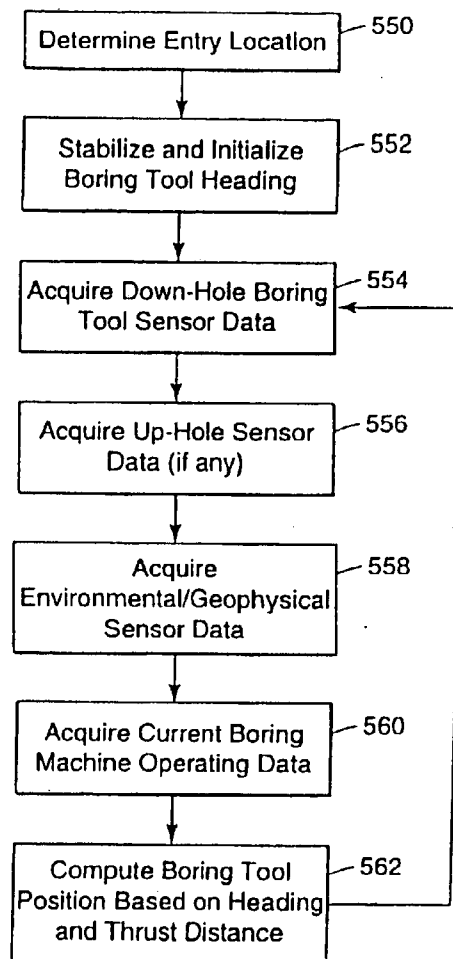 Determine Entry Location
550
Stabilize and Initialize
Boring Tool Heading
552
Acquire Down-Hole Boring
Tool Sensor Data
554
Acquire Up-Hole Sensor
Data (if any)
556
Acquire
Environmental/Geophysical
Sensor Data
558
Acquire Current Boring
Machine Operating Data
560
Compute Boring Tool
Position Based on Heading
and Thrust Distance
562